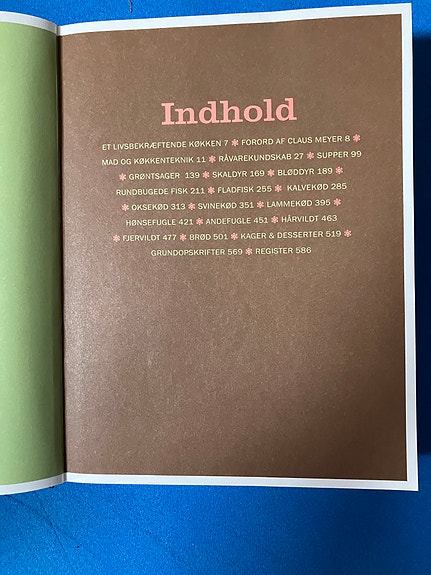 Indhold
ET LIVSBEKRÆFTENDE KØKKEN 7 ✽ FORORD AF CLAUS MEYER 8 ✽
MAD OG KØKKENTEKNIK 11 ✽ RÅVAREKUNDSKAB 27 ✽ SUPPER 99
✽ GRØNTSAGER 139 ✽ SKALDYR 169 ✽ BLØDDYR 189 ✽
RUNDBUGEDE FISK 211 ✽ FLADFISK 255 ✽ KALVEKØD 285
✽ OKSEKØD 313 ✽ SVINEKØD 351 ✽ LAMMEKØD 395 ✽
HØNSEFUGLE 421 ✽ ANDEFUGLE 451 ✽ HÅRVILDT 463
✽ FJERVILDT 477 ✽ BRØD 501 ✽ KAGER & DESSERTER 519 ✽
GRUNDOPSKRIFTER 569 ✽ REGISTER 586